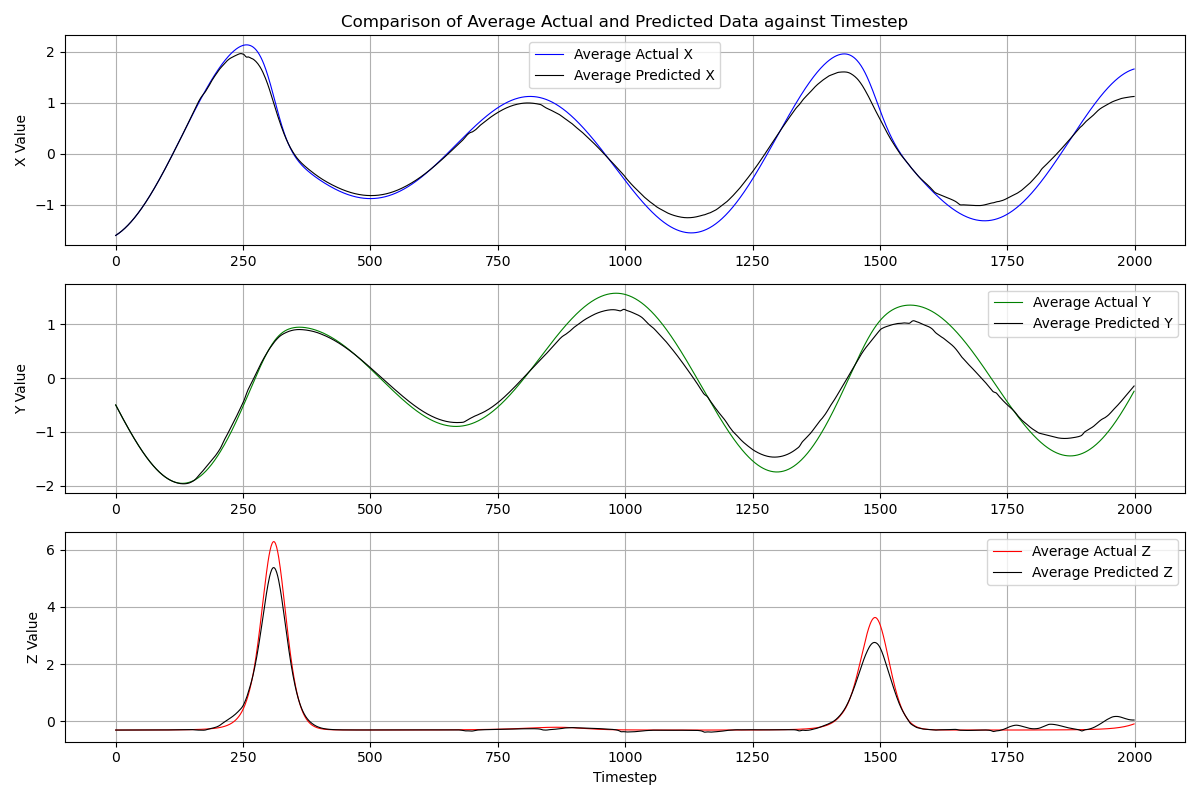 Comparison of Average Actual and Predicted Data against Timestep
X Value
2
1
0
−1
Average Actual X
Average Predicted X
0 250 500 750 1000 1250 1500 1750 2000
Y Value
1
0
−1
−2
Average Actual Y
Average Predicted Y
0 250 500 750 1000 1250 1500 1750 2000
Z Value
6
4
2
0
Average Actual Z
Average Predicted Z
0 250 500 750 1000 1250 1500 1750 2000
Timestep